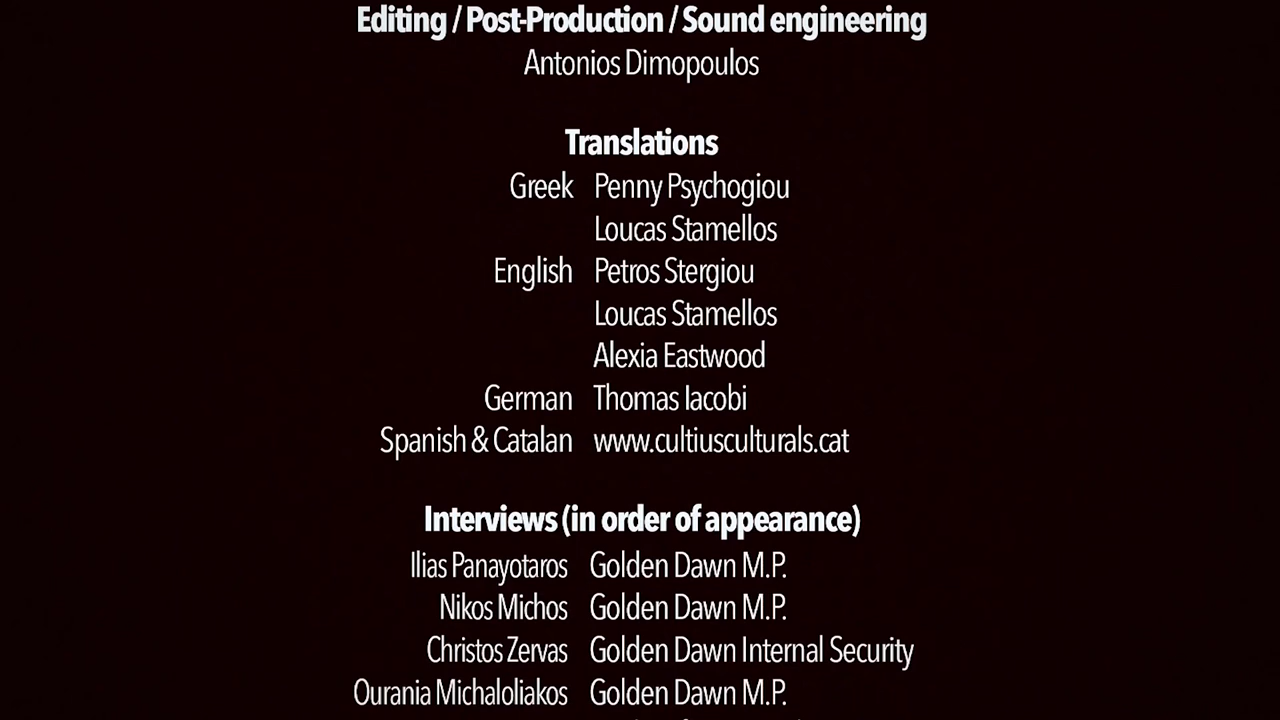 Editing / Post-Production / Sound engineering
Antonios Dimopoulos
Translations
Greek Penny Psychogiou
Loucas Stamellos
English Petros Stergiou
Loucas Stamellos
Alexia Eastwood
German Thomas Iacobi
Spanish & Catalan www.cultiusculturals.cat
Interviews (in order of appearance)
Ilias Panayotaros Golden Dawn M.P.
Nikos Michos Golden Dawn M.P.
Christos Zervas Golden Dawn Internal Security
Ourania Michaloliakos Golden Dawn M.P.